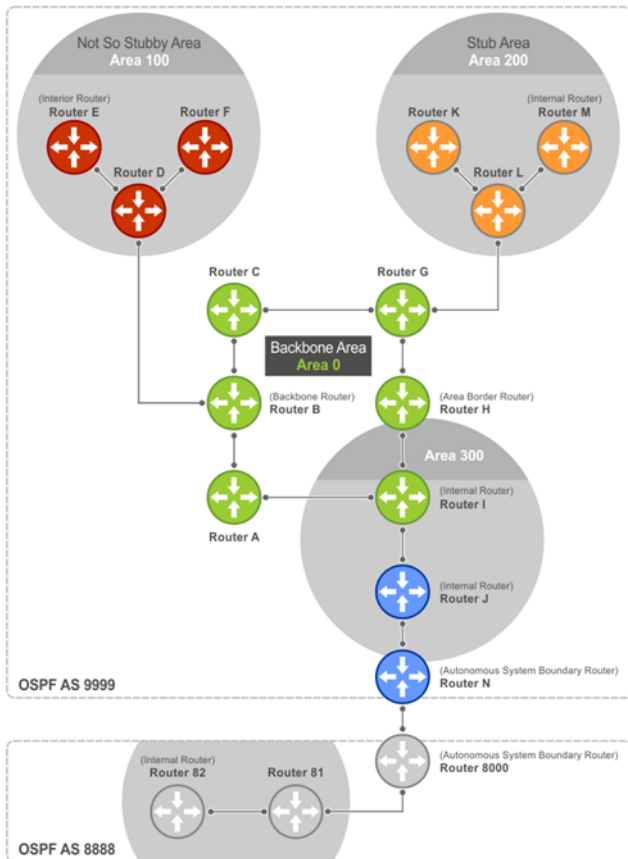 Not So Stubby Area
Area 100
(Interior Router)
Router E
Router F
Router D
Stub Area
Area 200
Router K
(Internal Router)
Router M
Router L
Router C
Router G
Backbone Area
Area 0
(Backbone Router)
Router B
(Area Border Router)
Router H
Area 300
(Internal Router)
Router I
Router A
(Internal Router)
Router J
(Autonomous System Boundary Router)
Router N
OSPF AS 9999
(Autonomous System Boundary Router)
Router 8000
(Internal Router)
Router 82
Router 81
OSPF AS 8888